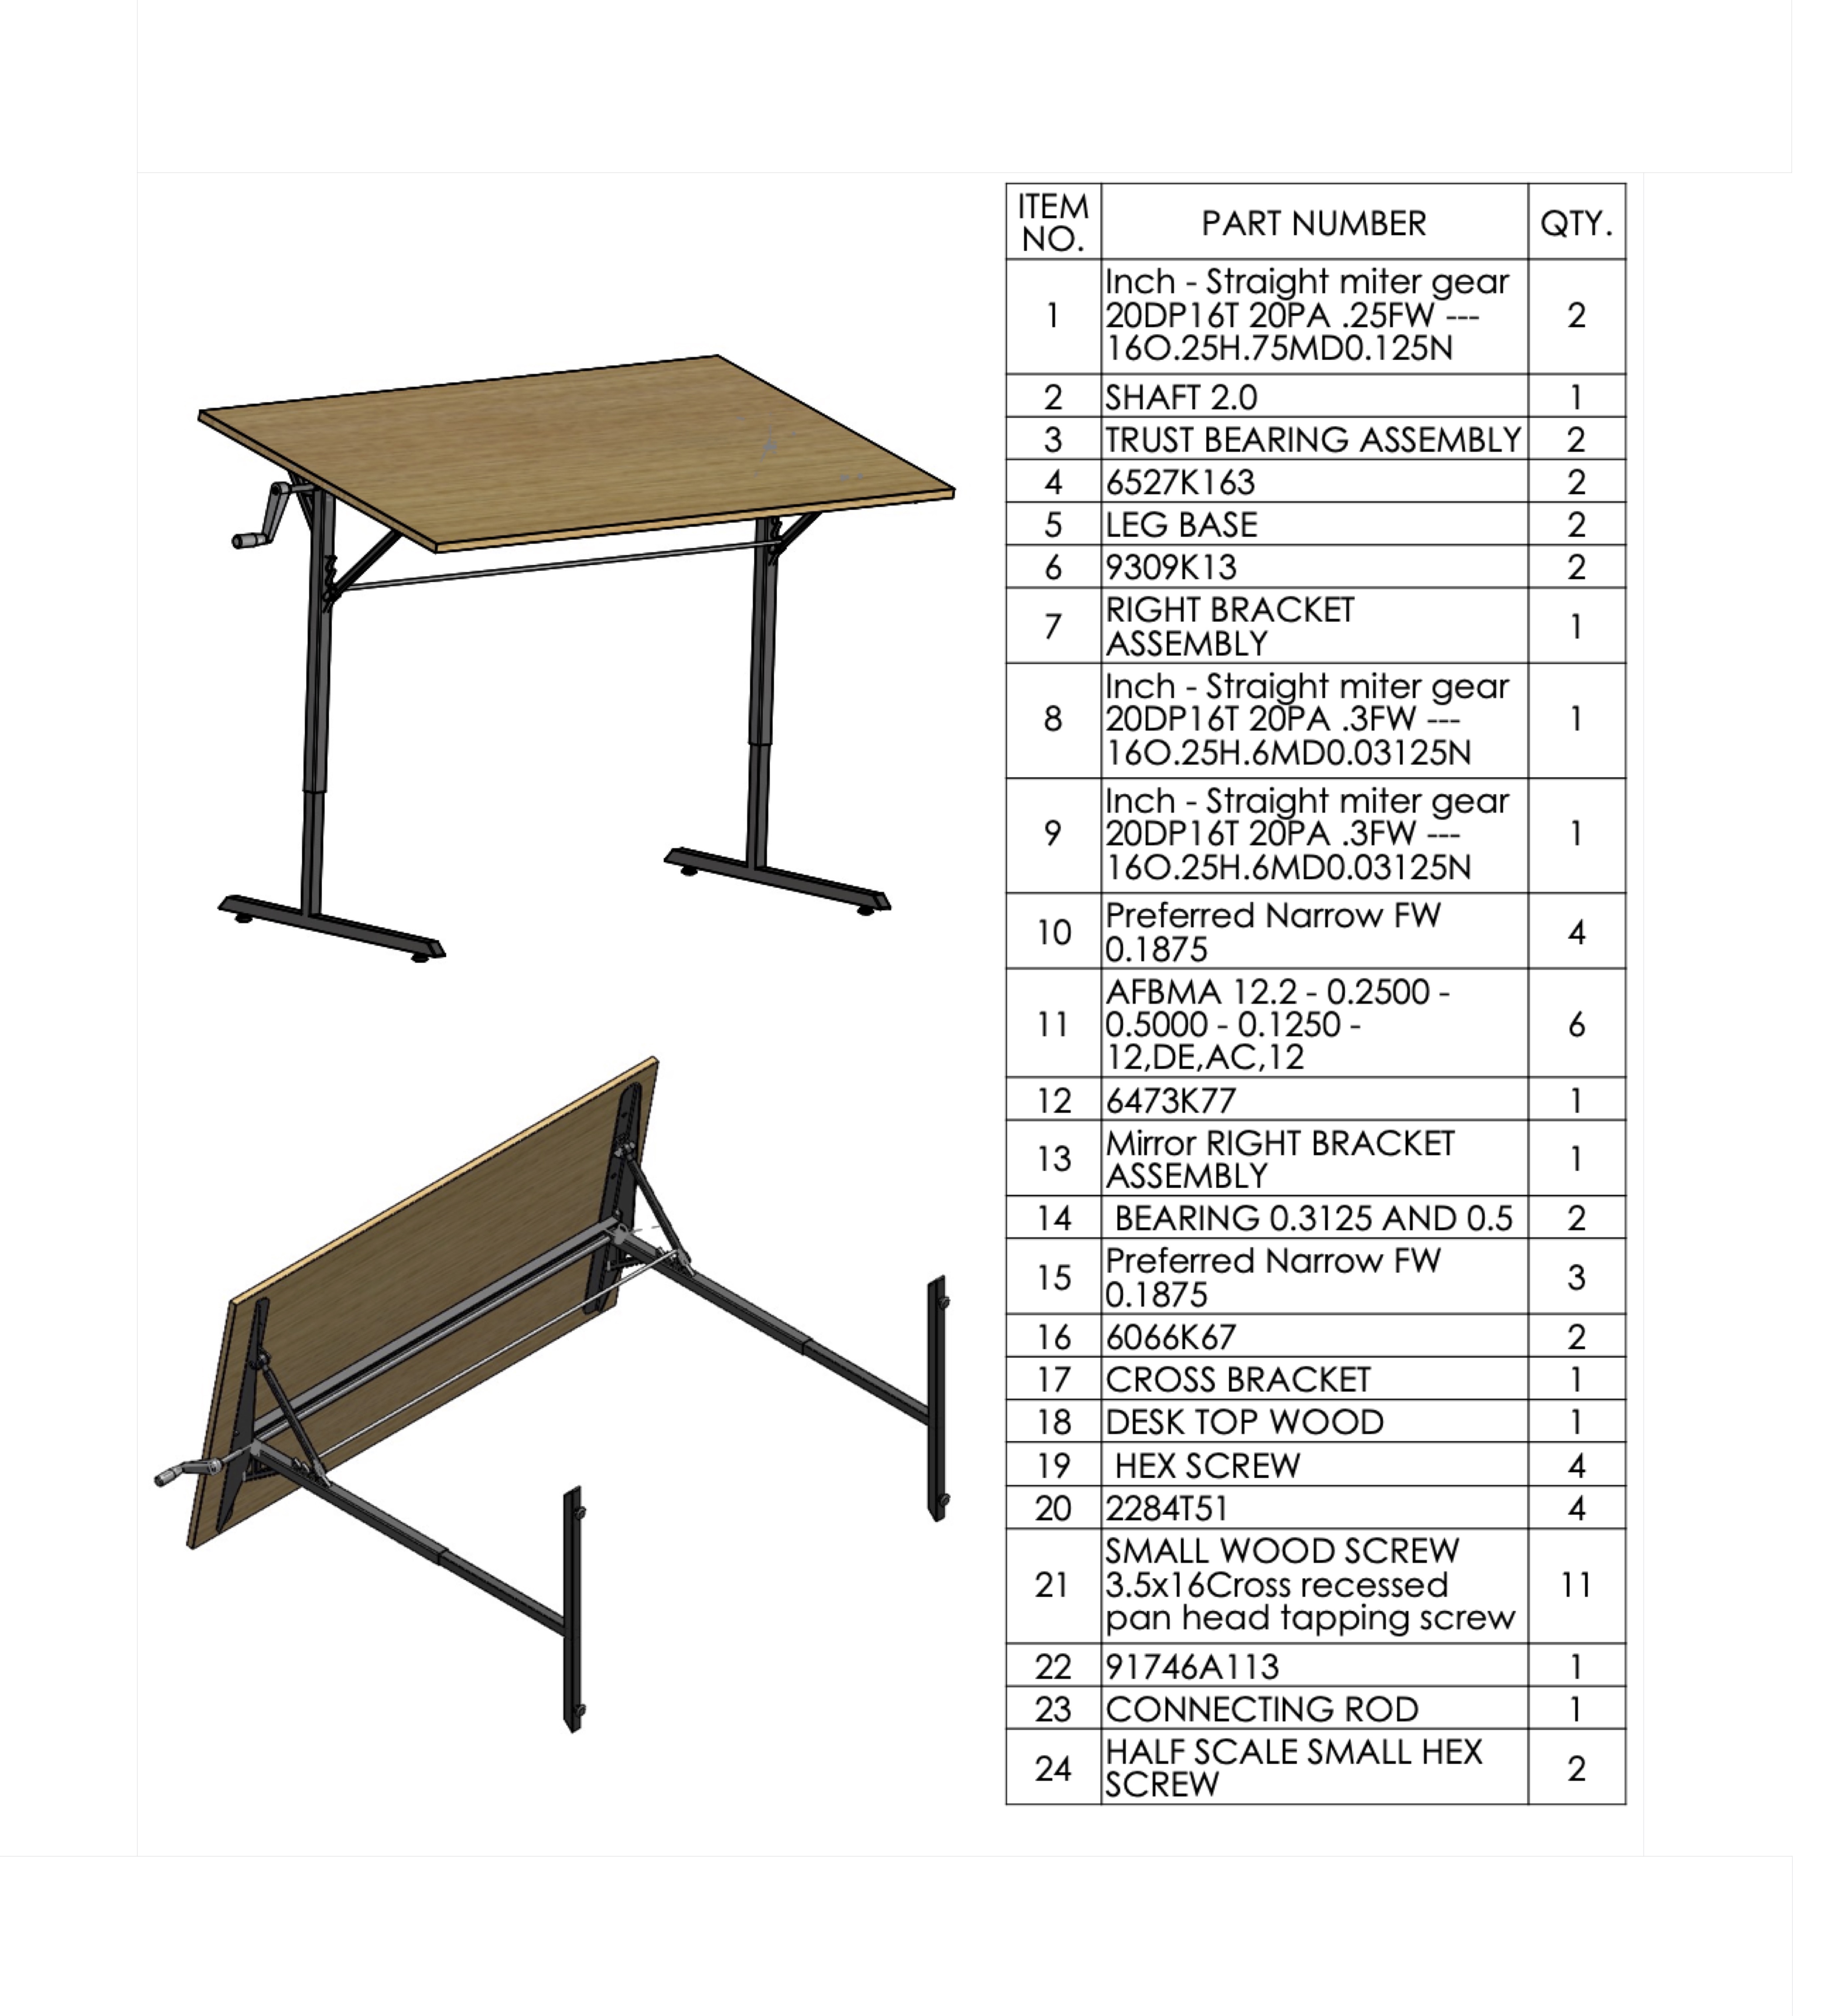 ITEM NO. PART NUMBER QTY.
1 Inch - Straight miter gear 2
20DP16T 20PA .25FW ---
16O.25H.75MD0.125N
2 SHAFT 2.0 1
3 TRUST BEARING ASSEMBLY 2
4 6527K163 2
5 LEG BASE 2
6 9309K13 2
7 RIGHT BRACKET 1
ASSEMBLY
8 Inch - Straight miter gear 1
20DP16T 20PA .3FW ---
16O.25H.6MD0.03125N
9 Inch - Straight miter gear 1
20DP16T 20PA .3FW ---
16O.25H.6MD0.03125N
10 Preferred Narrow FW 4
0.1875
11 AFBMA 12.2 - 0.2500 - 6
0.5000 - 0.1250 -
12,DE,AC,12
12 6473K77 1
13 Mirror RIGHT BRACKET 1
ASSEMBLY
14 BEARING 0.3125 AND 0.5 2
15 Preferred Narrow FW 3
0.1875
16 6066K67 2
17 CROSS BRACKET 1
18 DESK TOP WOOD 1
19 HEX SCREW 4
20 2284T51 4
21 SMALL WOOD SCREW 11
3.5x16Cross recessed
pan head tapping screw
22 91746A113 1
23 CONNECTING ROD 1
24 HALF SCALE SMALL HEX 2
SCREW